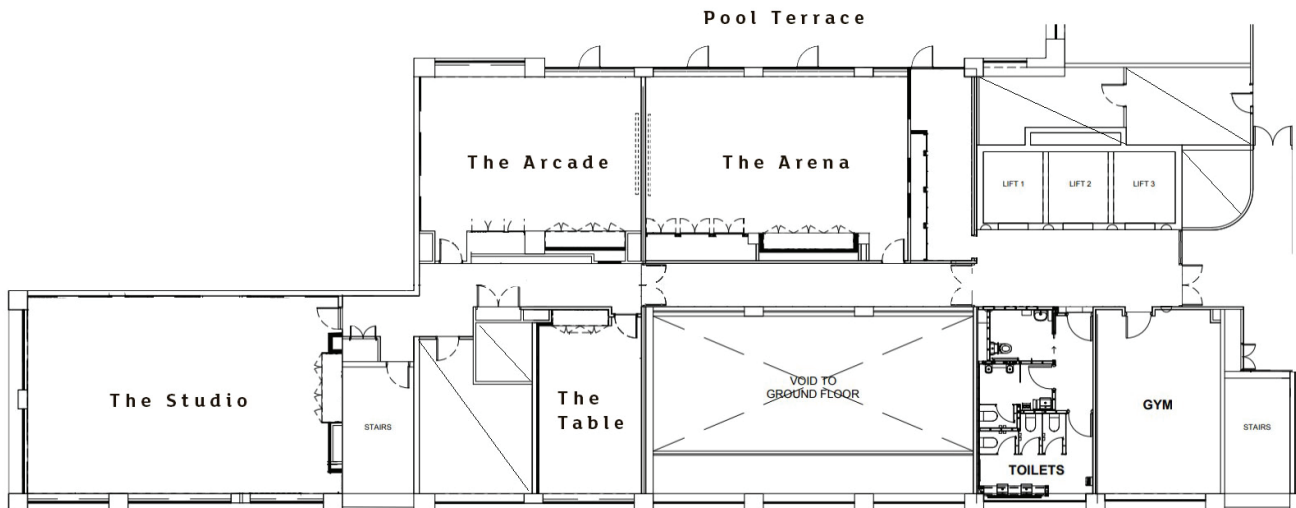 Pool Terrace
The Arcade
The Arena
LIFT 1
LIFT 2
LIFT 3
The Studio
STAIRS
The
Table
VOID TO
GROUND FLOOR
TOILETS
GYM
STAIRS